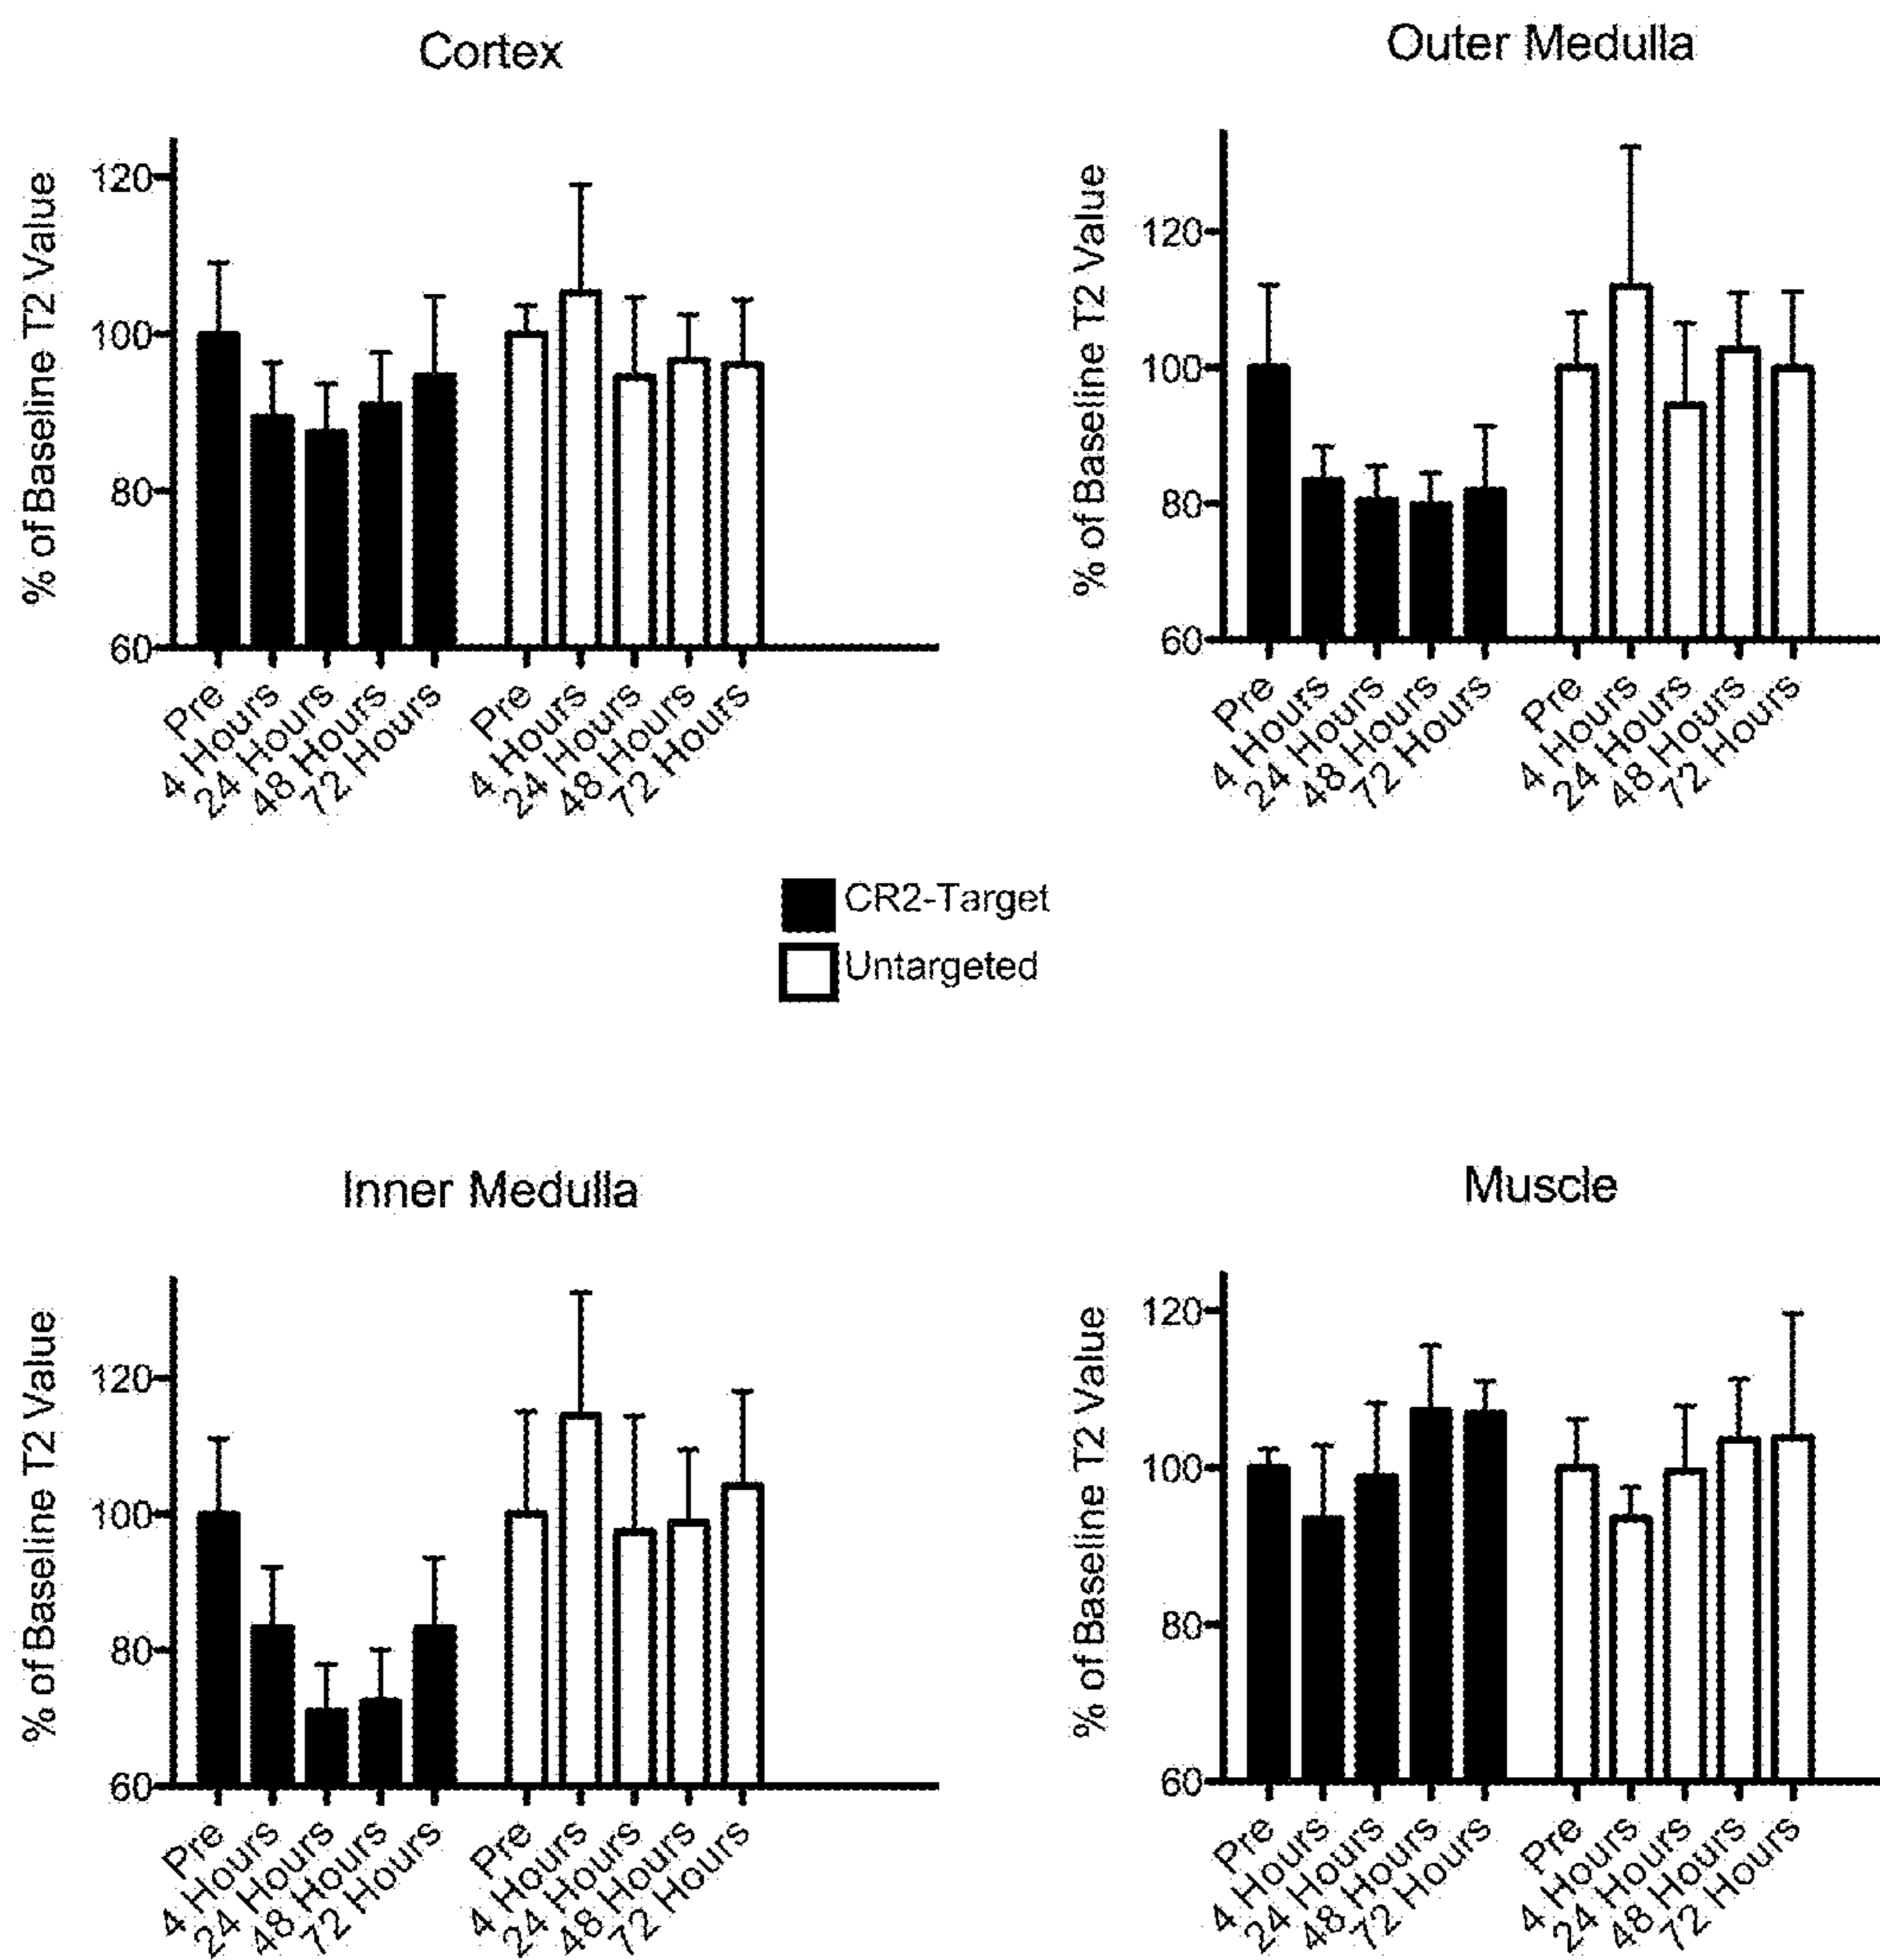 Cortex
% of Baseline T2 Value
120
100
80
60
Pre
4 Hours
24 Hours
48 Hours
72 Hours
Pre
4 Hours
24 Hours
48 Hours
72 Hours
Outer Medulla
% of Baseline T2 Value
120
100
80
60
Pre
4 Hours
24 Hours
48 Hours
72 Hours
Pre
4 Hours
24 Hours
48 Hours
72 Hours
CR2-Target
Untargeted
Inner Medulla
% of Baseline T2 Value
120
100
80
60
Pre
4 Hours
24 Hours
48 Hours
72 Hours
Pre
4 Hours
24 Hours
48 Hours
72 Hours
Muscle
% of Baseline T2 Value
120
100
80
60
Pre
4 Hours
24 Hours
48 Hours
72 Hours
Pre
4 Hours
24 Hours
48 Hours
72 Hours